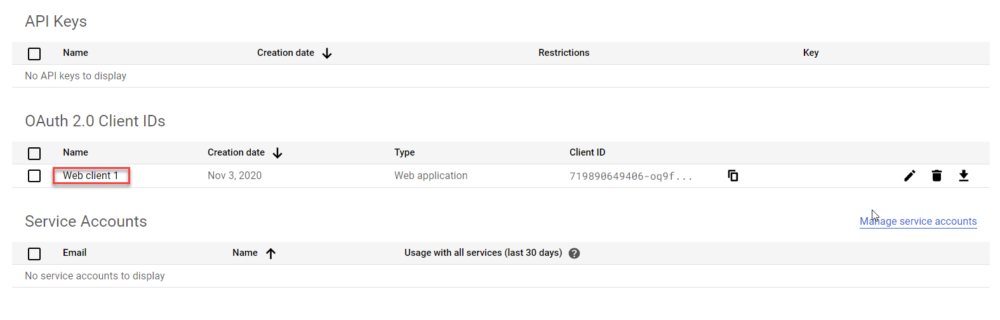 API Keys
Name Creation date Restrictions Key
No API keys to display
OAuth 2.0 Client IDs
Name Creation date Type Client ID
Web client 1 Nov 3, 2020 Web application 719890649406-oq9f...
Service Accounts Manage service accounts
Email Name Usage with all services (last 30 days) ?
No service accounts to display